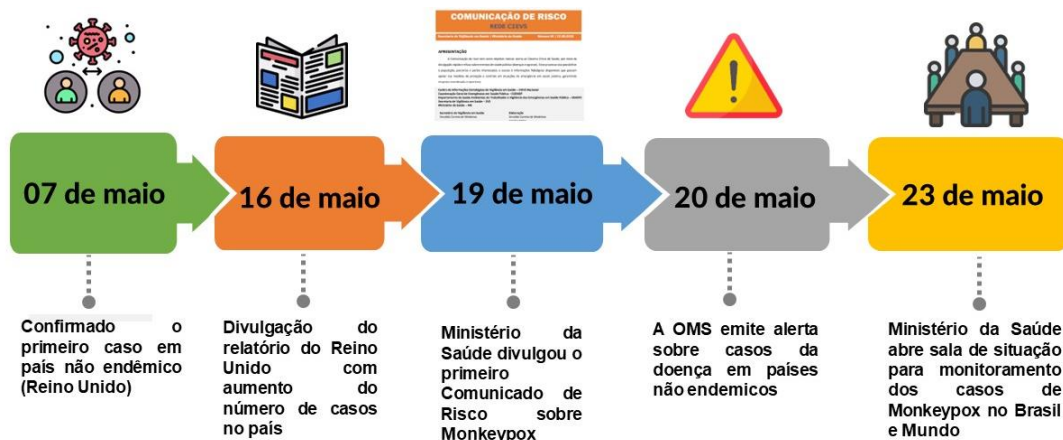 COMUNICAÇÃO DE RISCO
REDE CIEVS
APRESENTAÇÃO
07 de maio
16 de maio
19 de maio
20 de maio
23 de maio
Confirmado o
primeiro caso em
país não endêmico
(Reino Unido)
Divulgação do
relatório do Reino
Unido com
aumento do
número de casos
no país
Ministério da
Saúde divulgou o
primeiro
Comunicado de
Risco sobre
Monkeypox
A OMS emite alerta
sobre casos da
doença em países
não endemicos
Ministério da Saúde
abre sala de situação
para monitoramento
dos casos de
Monkeypox no Brasil
e Mundo